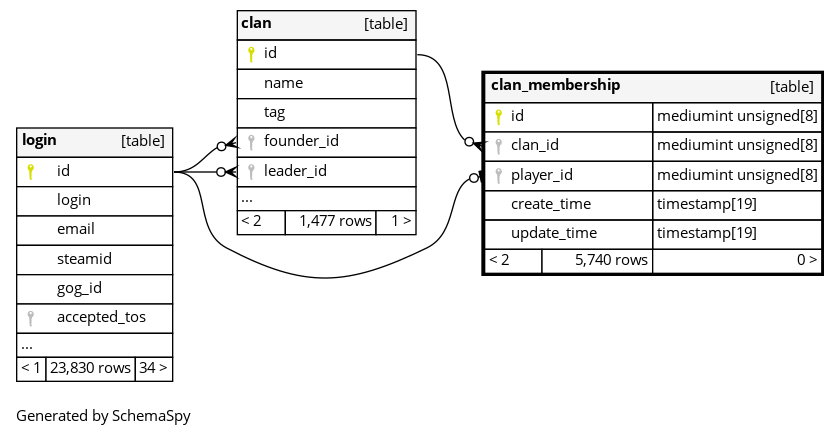 clan [table]
id
name
tag
founder_id
leader_id
...
< 2 1,477 rows 1 >
clan_membership [table]
id mediumint unsigned[8]
clan_id mediumint unsigned[8]
player_id mediumint unsigned[8]
create_time timestamp[19]
update_time timestamp[19]
< 2 5,740 rows 0 >
login [table]
id
login
email
steamid
gog_id
accepted_tos
...
< 1 23,830 rows 34 >
Generated by SchemaSpy